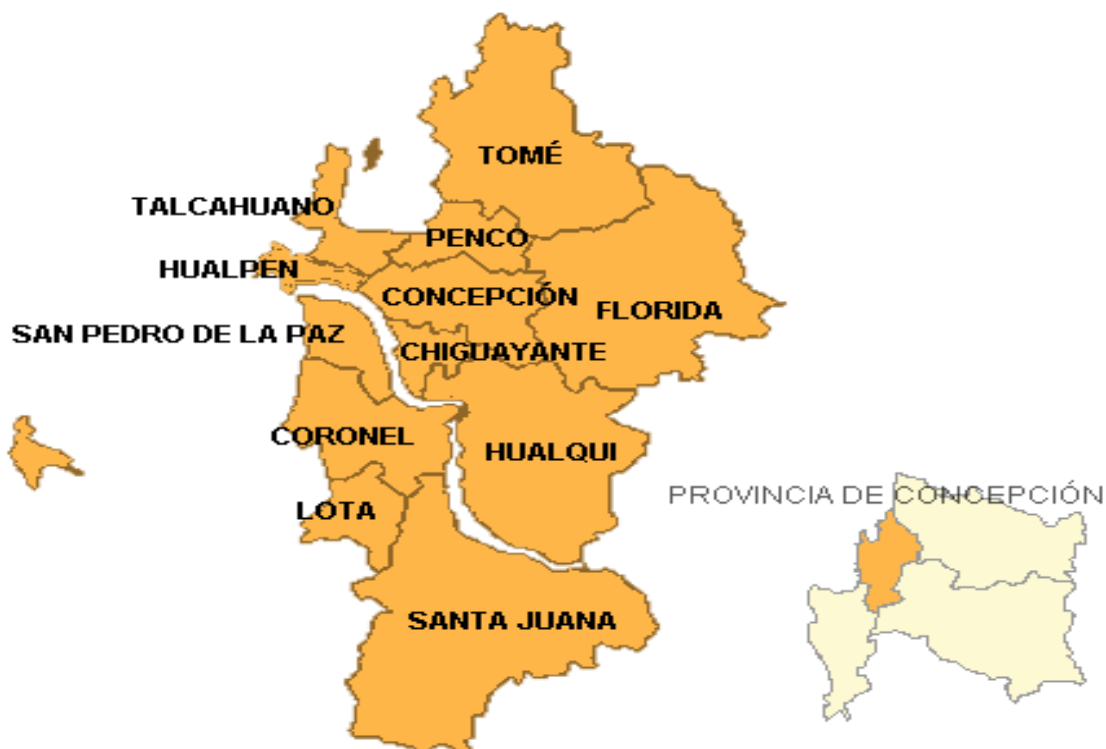 TOMÉ
TALCAHUANO
PENCO
HUALPEN
CONCEPCIÓN
FLORIDA
SAN PEDRO DE LA PAZ
CHIGUAYANTE
CORONEL
HUALQUI
PROVINCIA DE CONCEPCIÓN
LOTA
SANTA JUANA